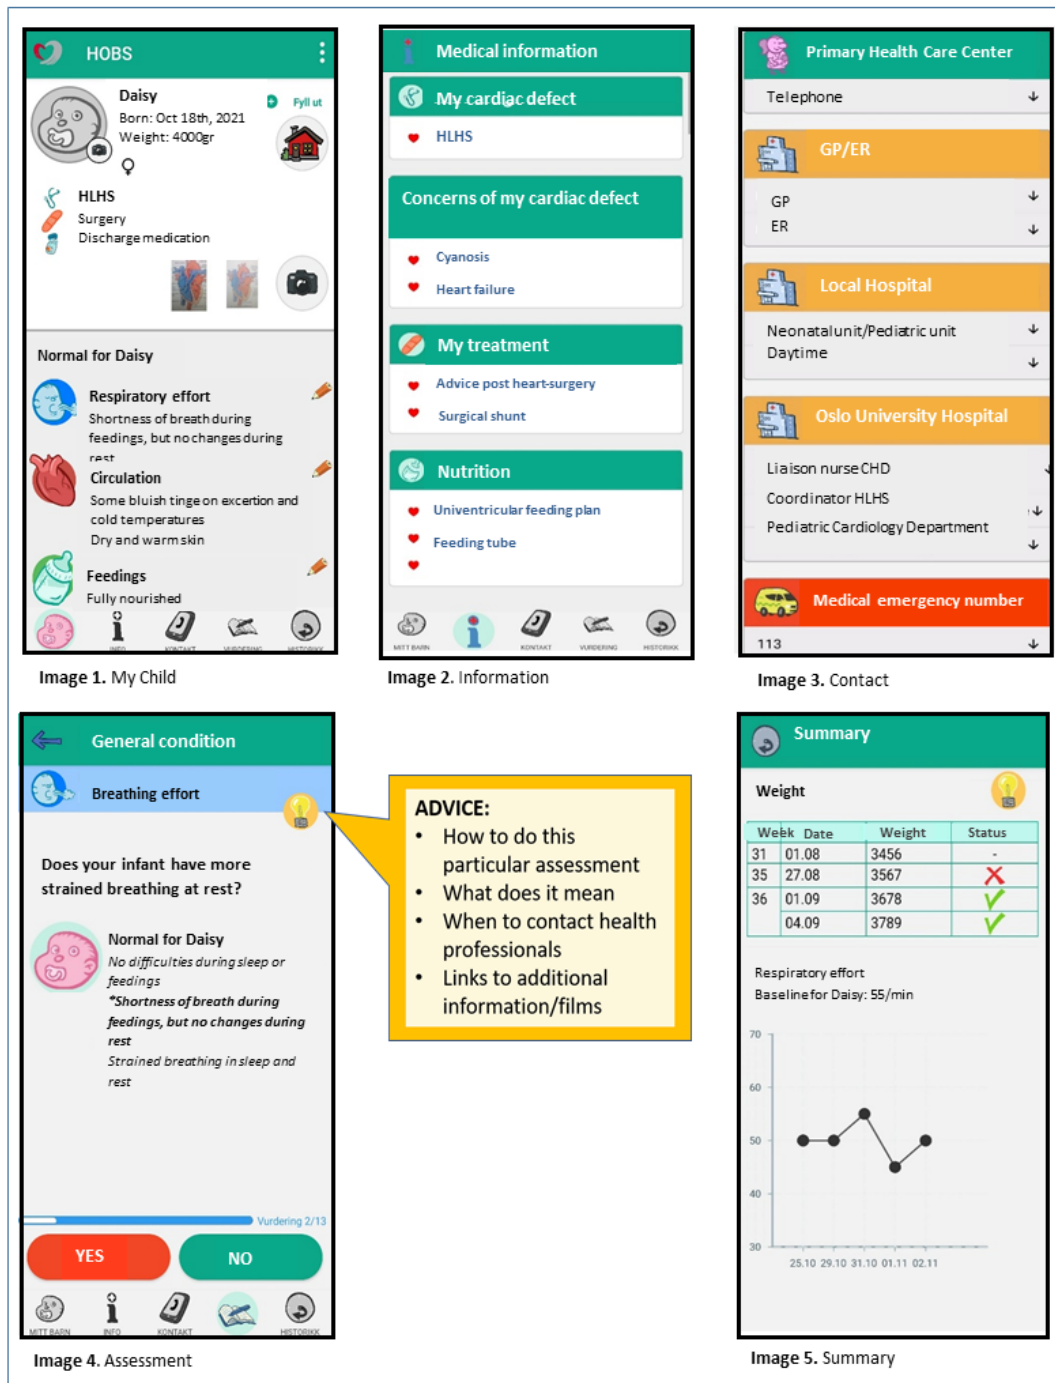 HOBS
Daisy
Born: Oct 18th, 2021
Weight: 4000gr
Fyll ut
HLHS
Surgery
Discharge medication
Normal for Daisy
Respiratory effort
Shortness of breath during
feedings, but no changes during
rest
Circulation
Some bluish tinge on excertion and
cold temperatures
Dry and warm skin
Feedings
Fully nourished
INFO
KONTAKT
VURDERING
HISTORIKK
Image 1. My Child
Medical information
My cardiac defect
HLHS
Concerns of my cardiac defect
Cyanosis
Heart failure
My treatment
Advice post heart-surgery
Surgical shunt
Nutrition
Univentricular feeding plan
Feeding tube
MITT BARN
KONTAKT
VURDERING
HISTORIKK
Image 2. Information
Primary Health Care Center
Telephone
GP/ER
GP
ER
Local Hospital
Neonatal unit/Pediatric unit
Daytime
Oslo University Hospital
Liaison nurse CHD
Coordinator HLHS
Pediatric Cardiology Department
Medical emergency number
113
Image 3. Contact
General condition
Breathing effort
Does your infant have more
strained breathing at rest?
Normal for Daisy
No difficulties during sleep or
feedings
*Shortness of breath during
feedings, but no changes during
rest
Strained breathing in sleep and
rest
Vurdering 2/13
YES
NO
MITT BARN
INFO
KONTAKT
HISTORIKK
Image 4. Assessment
ADVICE:
• How to do this
particular assessment
• What does it mean
• When to contact health
professionals
• Links to additional
information/films
Summary
Weight
Week Date Weight Status
31 01.08 3456 -
35 27.08 3567
36 01.09 3678
04.09 3789
Respiratory effort
Baseline for Daisy: 55/min
70
60
50
40
30
25.10 29.10 31.10 01.11 02.11
Image 5. Summary